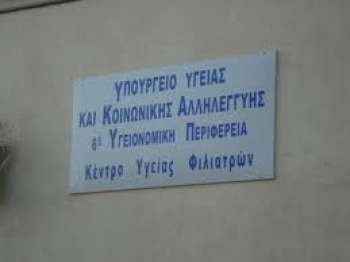 ΥΠΟΥΡΓΕΙΟ ΥΓΕΙΑΣ
ΚΑΙ ΚΟΙΝΩΝΙΚΗΣ ΑΛΛΗΛΕΓΓΥΗΣ
6η ΥΓΕΙΟΝΟΜΙΚΗ ΠΕΡΙΦΕΡΕΙΑ
Κέντρο Υγείας Φιλιατρών